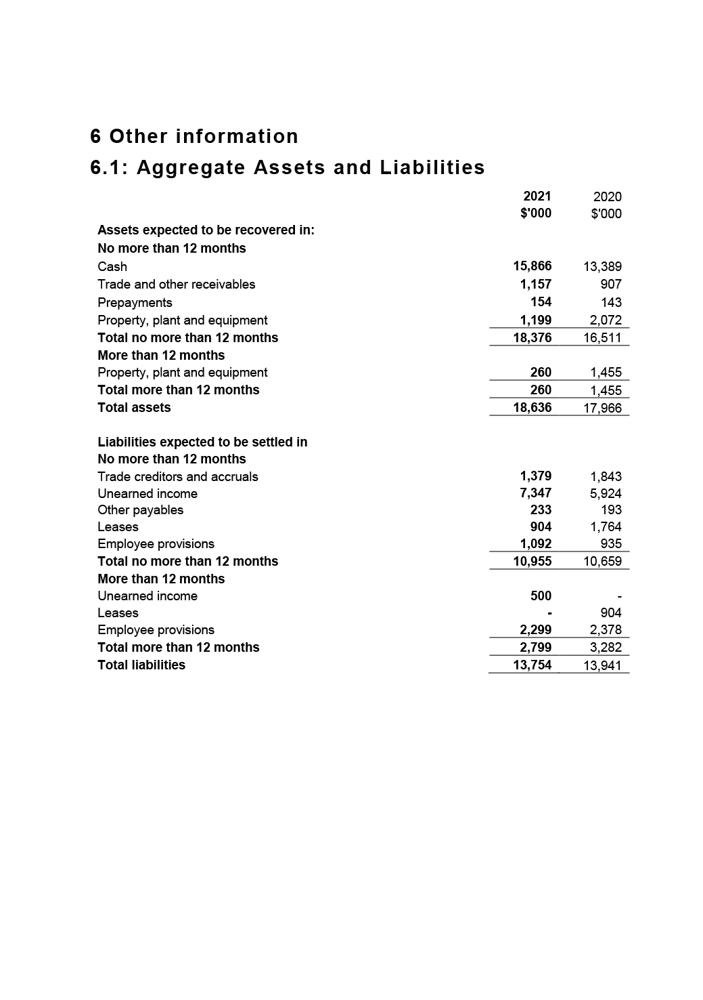 6 Other information
6.1: Aggregate Assets and Liabilities
2021 2020
$'000 $'000
Assets expected to be recovered in:
No more than 12 months
Cash 15,866 13,389
Trade and other receivables 1,157 907
Prepayments 154 143
Property, plant and equipment 1,199 2,072
Total no more than 12 months 18,376 16,511
More than 12 months
Property, plant and equipment 260 1,455
Total more than 12 months 260 1,455
Total assets 18,636 17,966
Liabilities expected to be settled in
No more than 12 months
Trade creditors and accruals 1,379 1,843
Unearned income 7,347 5,924
Other payables 233 193
Leases 904 1,764
Employee provisions 1,092 935
Total no more than 12 months 10,955 10,659
More than 12 months
Unearned income 500 -
Leases - 904
Employee provisions 2,299 2,378
Total more than 12 months 2,799 3,282
Total liabilities 13,754 13,941